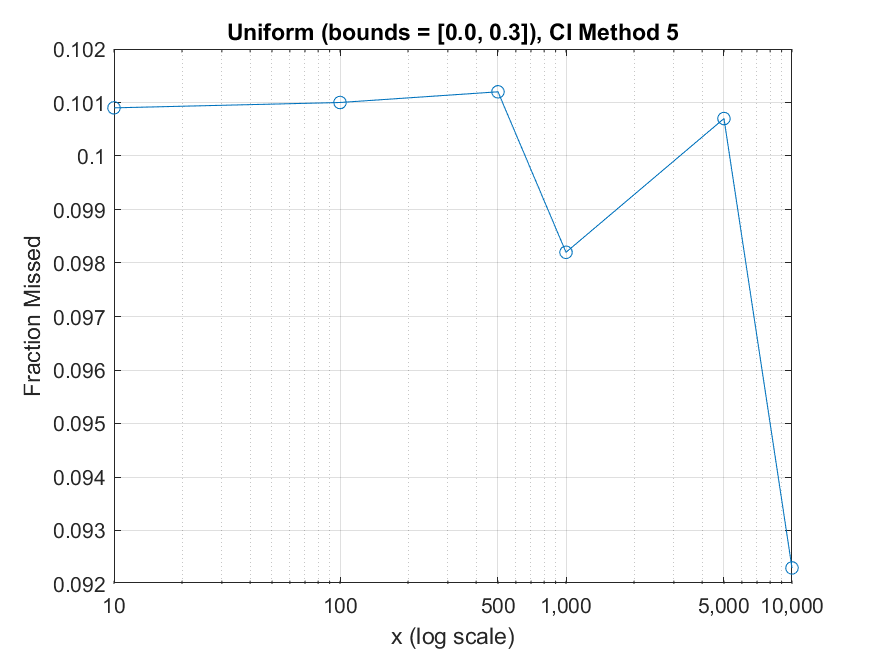 Uniform (bounds = [0.0, 0.3]), CI Method 5
0.102
0.101
0.1
0.099
0.098
0.097
0.096
0.095
0.094
0.093
0.092
Fraction Missed
10 100 500 1,000 5,000 10,000
x (log scale)